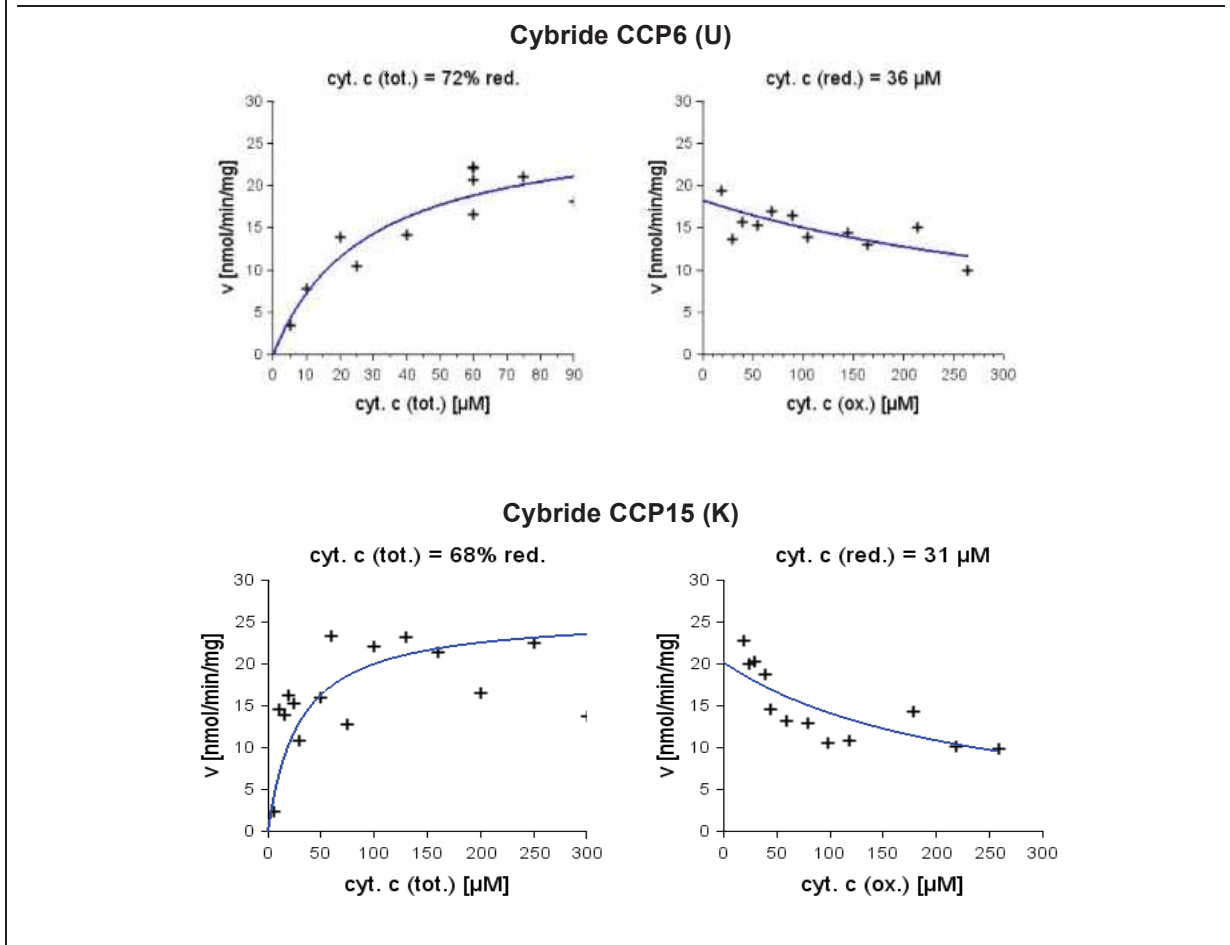 Cybride CCP6 (U)
cyt. c (tot.) = 72% red.
30
25
20
15
10
5
0
v [nmol/min/mg]
0 10 20 30 40 50 60 70 80 90
cyt. c (tot.) [µM]
cyt. c (red.) = 36 µM
30
25
20
15
10
5
0
v [nmol/min/mg]
0 50 100 150 200 250 300
cyt. c (ox.) [µM]
Cybride CCP15 (K)
cyt. c (tot.) = 68% red.
30
25
20
15
10
5
0
v [nmol/min/mg]
0 50 100 150 200 250 300
cyt. c (tot.) [µM]
cyt. c (red.) = 31 µM
30
25
20
15
10
5
0
v [nmol/min/mg]
0 50 100 150 200 250 300
cyt. c (ox.) [µM]